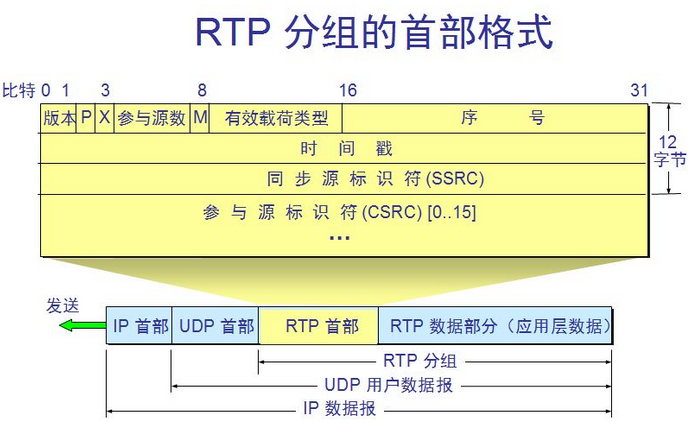 RTP 分组的首部格式
比特 0 1 3 8 16 31
版本 P X 参与源数 M 有效载荷类型 序 号
12
字节
时 间 戳
同 步 源 标 识 符 (SSRC)
参 与 源 标 识 符 (CSRC) [0..15]
...
发送
IP 首部 UDP 首部 RTP 首部 RTP 数据部分（应用层数据）
RTP 分组
UDP 用户数据报
IP 数据报